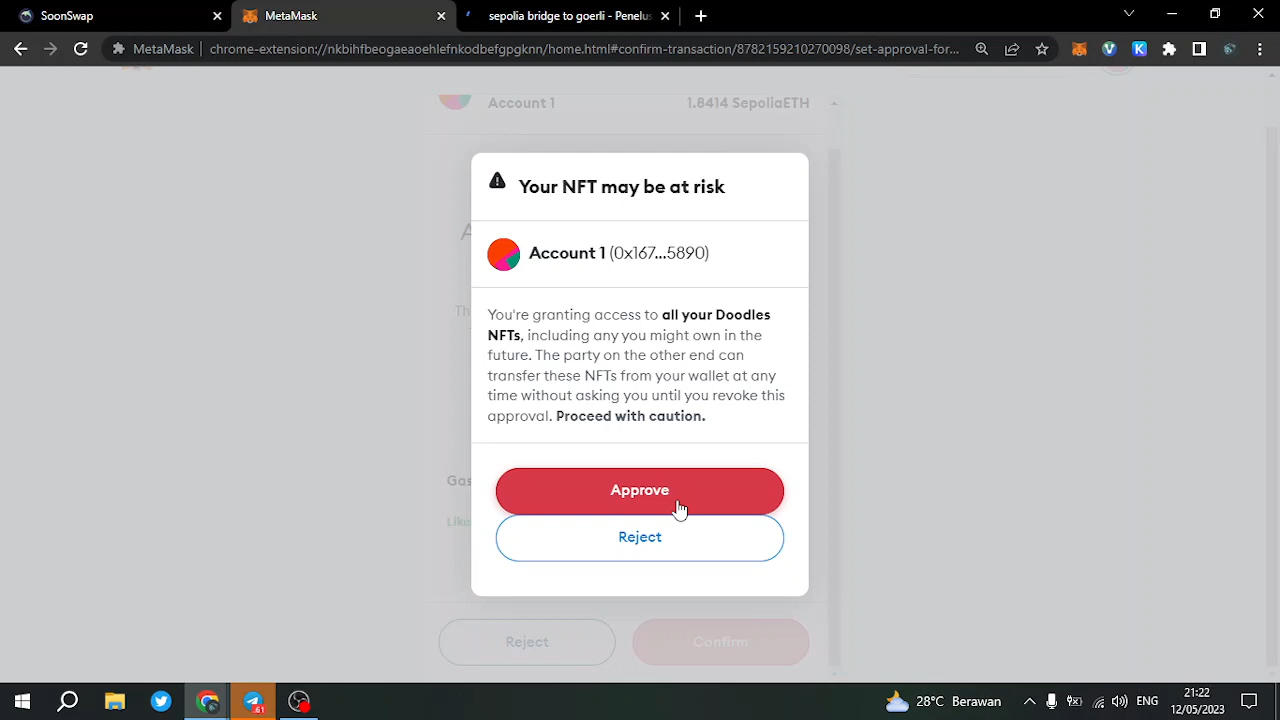 SoonSwap
MetaMask
sepolia bridge to goerli - Penelus
MetaMask
chrome-extension://nkbihfbeogaeaoehlefnkodbefgpgknn/home.html#confirm-transaction/8782159210270098/set-approval-for...
Account 1
1.8414 SepoliaETH
Your NFT may be at risk
Account 1 (0x167...5890)
You're granting access to all your Doodles
NFTs, including any you might own in the
future. The party on the other end can
transfer these NFTs from your wallet at any
time without asking you until you revoke this
approval. Proceed with caution.
Gas
Approve
Like
Reject
Reject
Confirm
61
28°C Berawan
ENG
21:22
12/05/2023